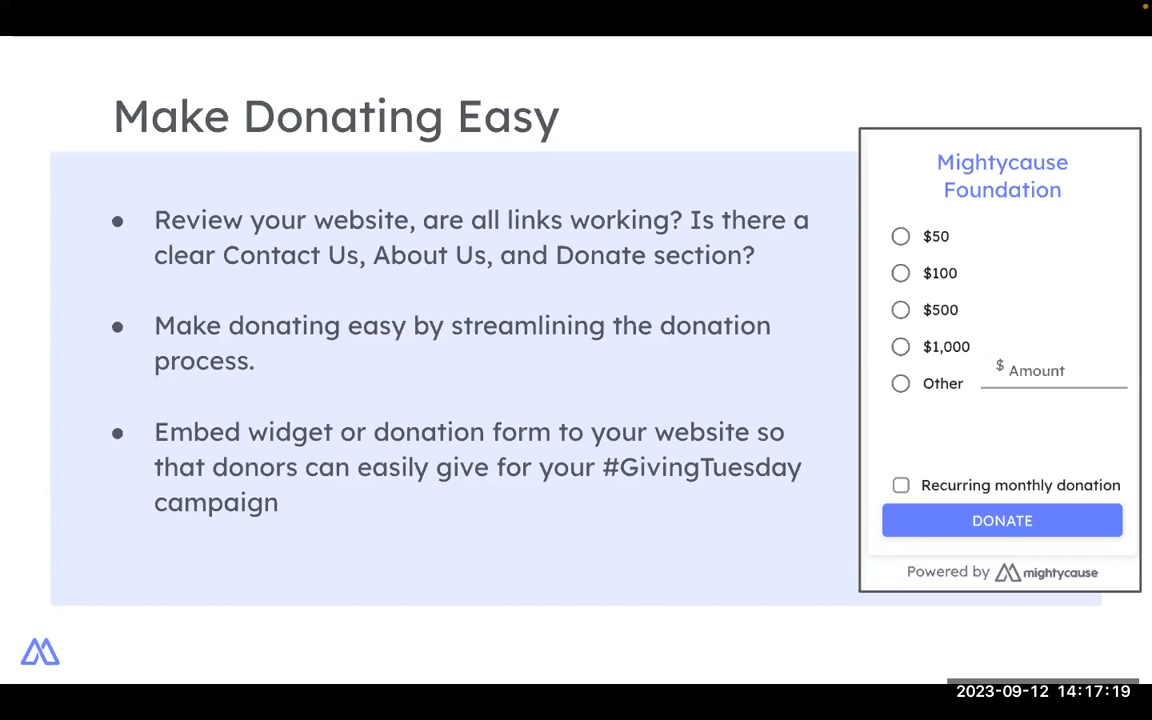 Make Donating Easy
● Review your website, are all links working? Is there a
clear Contact Us, About Us, and Donate section?
● Make donating easy by streamlining the donation
process.
● Embed widget or donation form to your website so
that donors can easily give for your #GivingTuesday
campaign
Mightycause
Foundation
$50
$100
$500
$1,000
Other $ Amount
Recurring monthly donation
DONATE
Powered by mightycause
2023-09-12 14:17:19